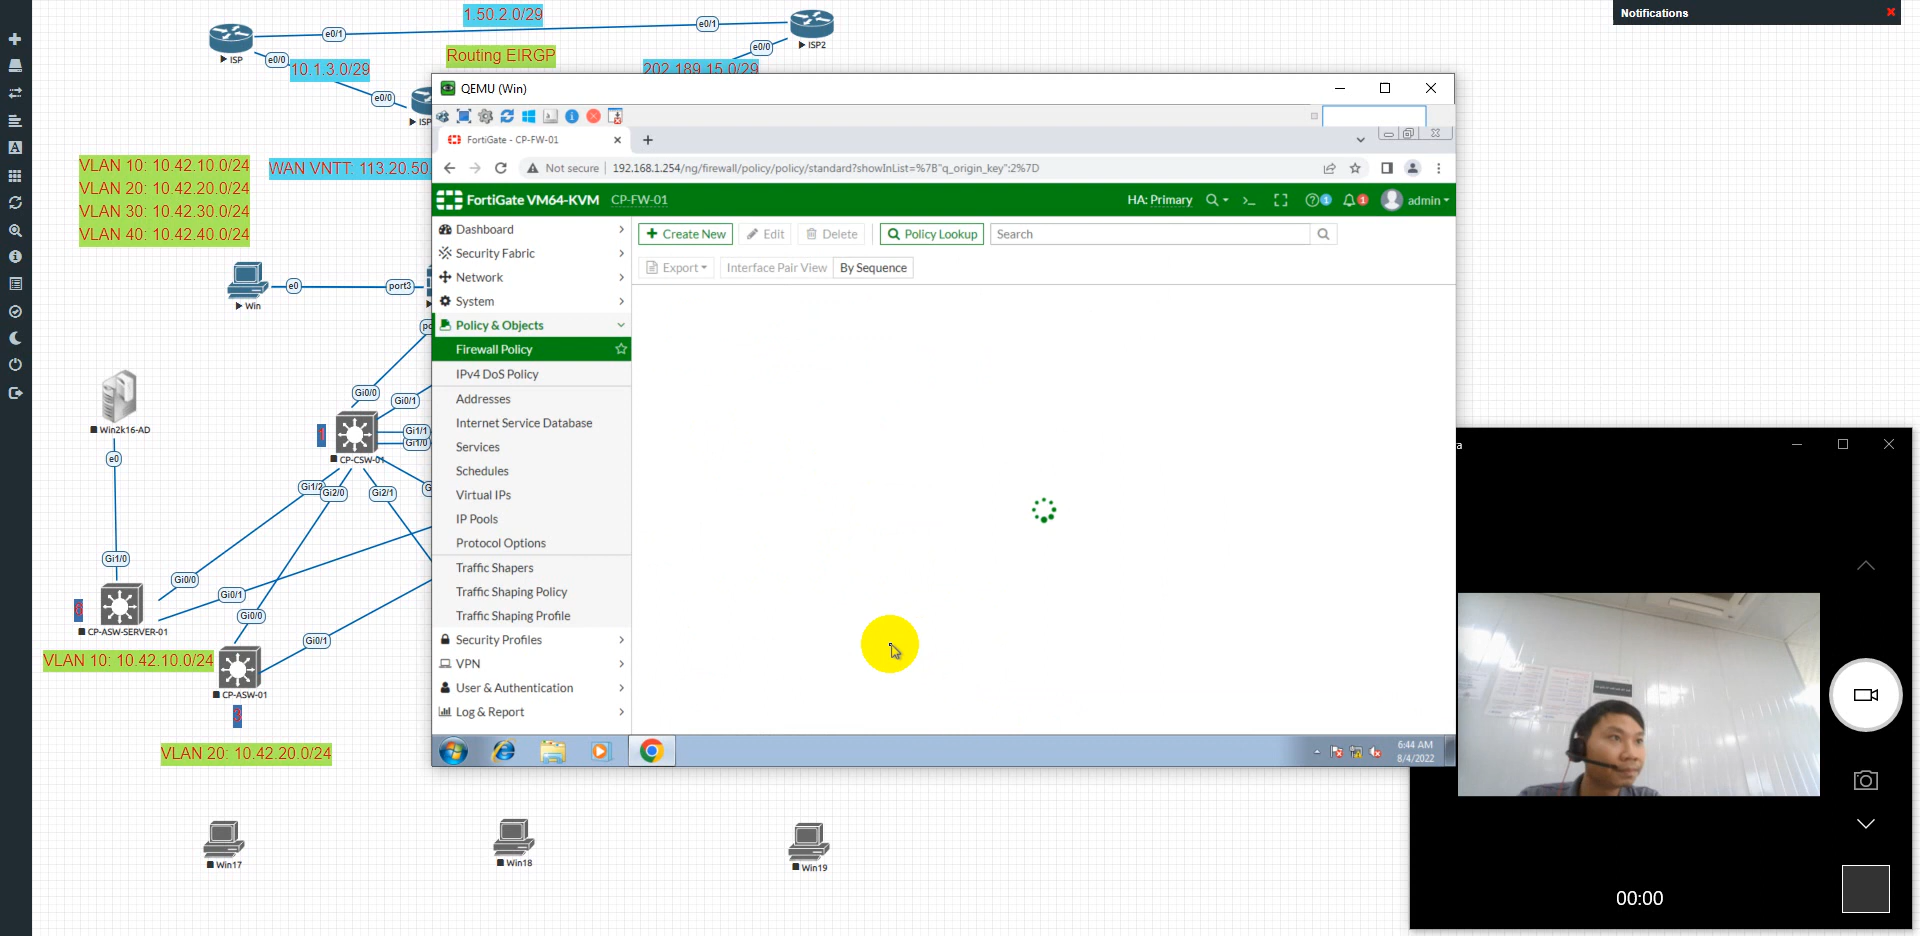 Notifications
1.50.2.0/29
e0/1
e0/1
ISP
ISP2
e0/0
e0/0
Routing EIRGP
10.1.3.0/29
202.189.15.0/29
e0/0
ISP
VLAN 10: 10.42.10.0/24
VLAN 20: 10.42.20.0/24
VLAN 30: 10.42.30.0/24
VLAN 40: 10.42.40.0/24
WAN VNTT: 113.20.50.
e0
port3
Win
Gi0/0
Gi0/1
Gi1/1
Gi1/0
1
CP-CSW-01
Win2k16-AD
e0
Gi1/2
Gi2/0
Gi2/1
Gi1/0
Gi0/0
Gi0/1
Gi0/0
CP-ASW-SERVER-01
Gi0/1
VLAN 10: 10.42.10.0/24
CP-ASW-01
3
VLAN 20: 10.42.20.0/24
Win17
Win18
Win19
QEMU (Win)
FortiGate - CP-FW-01
Not secure
192.168.1.254/ng/firewall/policy/policy/standard?showInList=%7B"q_origin_key":2%7D
FortiGate VM64-KVM
CP-FW-01
HA: Primary
1
1
admin
Dashboard
Security Fabric
Network
System
Policy & Objects
Firewall Policy
IPv4 DoS Policy
Addresses
Internet Service Database
Services
Schedules
Virtual IPs
IP Pools
Protocol Options
Traffic Shapers
Traffic Shaping Policy
Traffic Shaping Profile
Security Profiles
VPN
User & Authentication
Log & Report
Create New
Edit
Delete
Policy Lookup
Search
Export
Interface Pair View
By Sequence
6:44 AM
8/4/2022
00:00